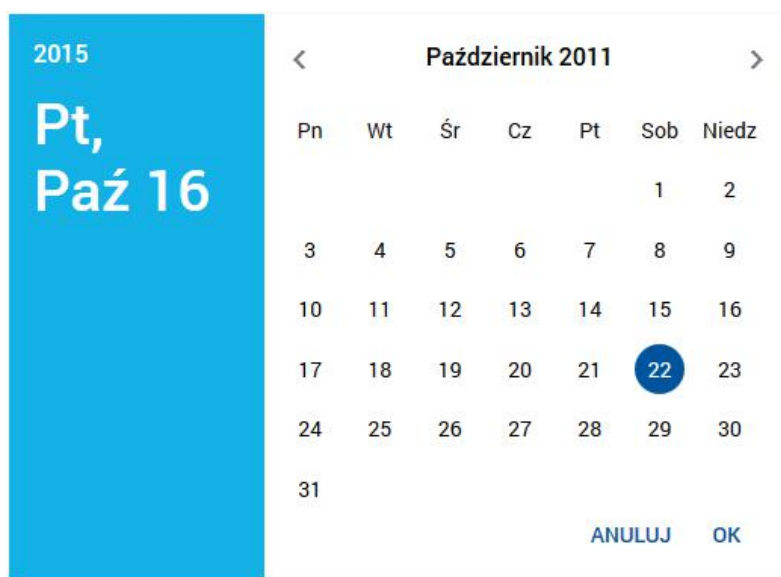 2015
Pt,
Paź 16
Październik 2011
Pn Wt Śr Cz Pt Sob Niedz
1 2
3 4 5 6 7 8 9
10 11 12 13 14 15 16
17 18 19 20 21 22 23
24 25 26 27 28 29 30
31
ANULUJ OK